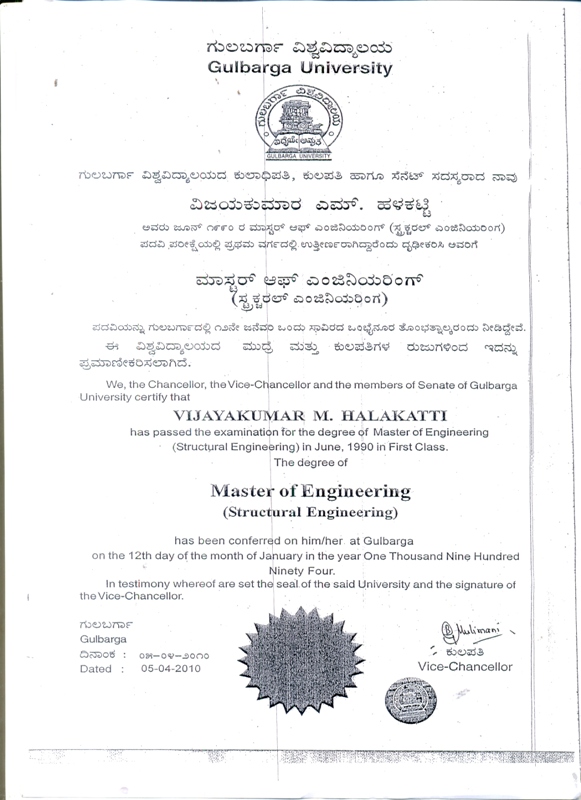 ಗುಲಬರ್ಗಾ ವಿಶ್ವವಿದ್ಯಾಲಯ
Gulbarga University
ಗುಲಬರ್ಗಾ ವಿಶ್ವವಿದ್ಯಾಲಯ
GULBARGA UNIVERSITY
ಗುಲಬರ್ಗಾ ವಿಶ್ವವಿದ್ಯಾಲಯದ ಕುಲಾಧಿಪತಿ, ಕುಲಪತಿ ಹಾಗೂ ಸೆನೆಟ್ ಸದಸ್ಯರಾದ ನಾವು
ವಿಜಯಕುಮಾರ ಎಮ್. ಹಳಕಟ್ಟಿ
ಅವರು ಜೂನ್ ೧೯೯೦ ರ ಮಾಸ್ಟರ್ ಆಫ್ ಎಂಜಿನಿಯರಿಂಗ್ (ಸ್ಟ್ರಕ್ಚರಲ್ ಎಂಜಿನಿಯರಿಂಗ)
ಪದವಿ ಪರೀಕ್ಷೆಯಲ್ಲಿ ಪ್ರಥಮ ವರ್ಗದಲ್ಲಿ ಉತ್ತೀರ್ಣರಾಗಿದ್ದಾರೆಂದು ದೃಢೀಕರಿಸಿ ಅವರಿಗೆ
ಮಾಸ್ಟರ್ ಆಫ್ ಎಂಜಿನಿಯರಿಂಗ್
(ಸ್ಟ್ರಕ್ಚರಲ್ ಎಂಜಿನಿಯರಿಂಗ)
ಪದವಿಯನ್ನು ಗುಲಬರ್ಗಾದಲ್ಲಿ ೧೨ನೇ ಜನೆವರಿ ಒಂದು ಸಾವಿರದ ಒಂಭೈನೂರ ತೊಂಭತ್ನಾಲ್ಕರಂದು ನೀಡಿದ್ದೇವೆ.
ಈ ವಿಶ್ವವಿದ್ಯಾಲಯದ ಮುದ್ರೆ ಮತ್ತು ಕುಲಪತಿಗಳ ರುಜುಗಳಿಂದ ಇದನ್ನು
ಪ್ರಮಾಣೀಕರಿಸಲಾಗಿದೆ.
We, the Chancellor, the Vice-Chancellor and the members of Senate of Gulbarga
University certify that
VIJAYAKUMAR M. HALAKATTI
has passed the examination for the degree of Master of Engineering
(Structural Engineering) in June, 1990 in First Class.
The degree of
Master of Engineering
(Structural Engineering)
has been conferred on him/her at Gulbarga
on the 12th day of the month of January in the year One Thousand Nine Hundred
Ninety Four.
In testimony whereof are set the seal of the said University and the signature of
the Vice-Chancellor.
ಗುಲಬರ್ಗಾ
Gulbarga
ದಿನಾಂಕ : ೦೫-೦೪-೨೦೧೦
Dated : 05-04-2010
Mulimani
ಕುಲಪತಿ
Vice-Chancellor